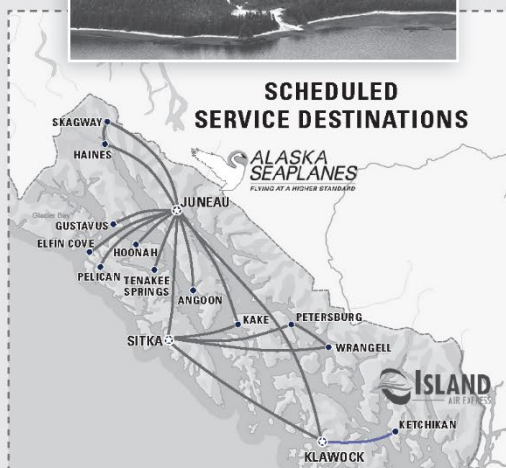 SCHEDULED
SERVICE DESTINATIONS
SKAGWAY
HAINES
ALASKA
SEAPLANES
FLYING AT A HIGHER STANDARD
JUNEAU
Glacier Bay
GUSTAVUS
ELFIN COVE
HOONAH
PELICAN
TENAKEE
SPRINGS
ANGOON
KAKE
PETERSBURG
SITKA
WRANGELL
ISLAND
AIR EXPRESS
KETCHIKAN
KLAWOCK